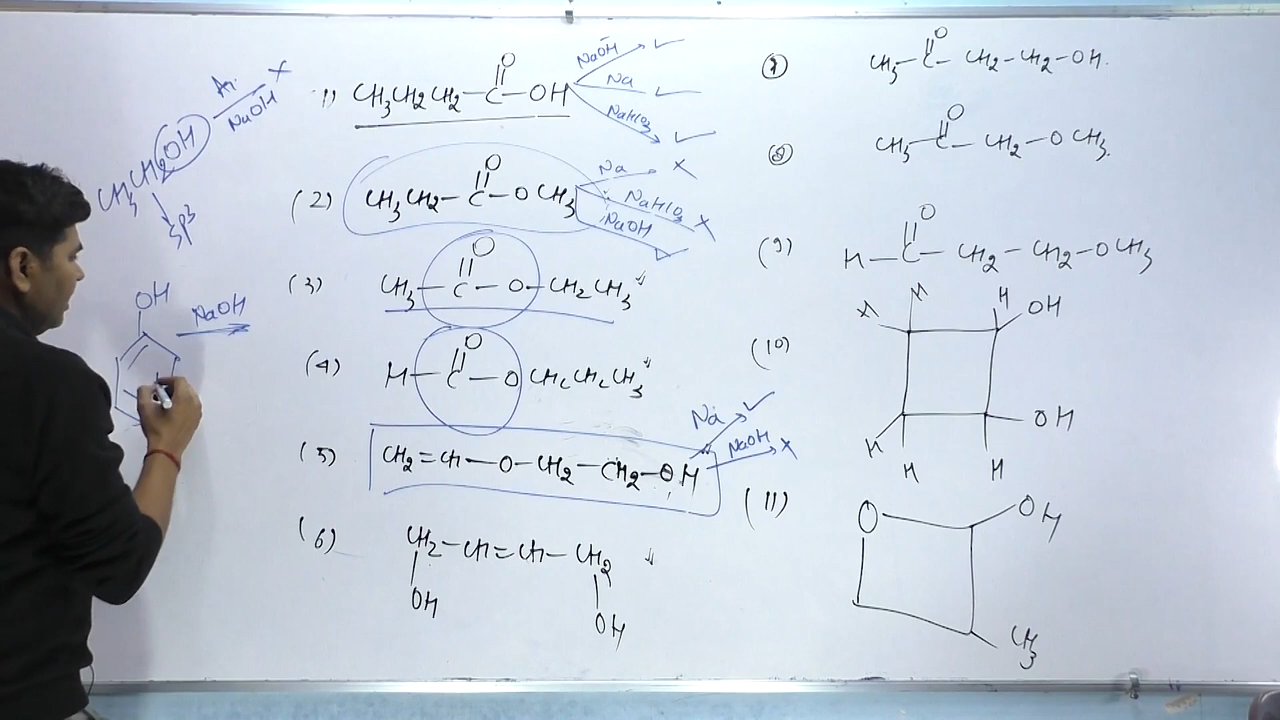 CH3CH2OH Aq. NaOH ✗
sp3
OH NaOH
1) CH3CH2CH2-C-OH
O
NaOH ✓
Na ✓
NaHCO3 ✓
(2) CH3CH2-C-OCH3
O
Na ✗
NaHCO3 ✗
NaOH ✓
(3) CH3-C-O-CH2CH3
O
(4) H-C-OCH2CH2CH3
O
(5) CH2=CH-O-CH2-CH2-OH
Na ✓
NaOH ✗
(6) CH2-CH=CH-CH2
OH
OH
(7) CH3-C-CH2-CH2-OH.
O
(8) CH3-C-CH2-OCH3.
O
(9) H-C-CH2-CH2-OCH3
O
(10)
H H H OH
OH
H H H
(11) O OH
CH3